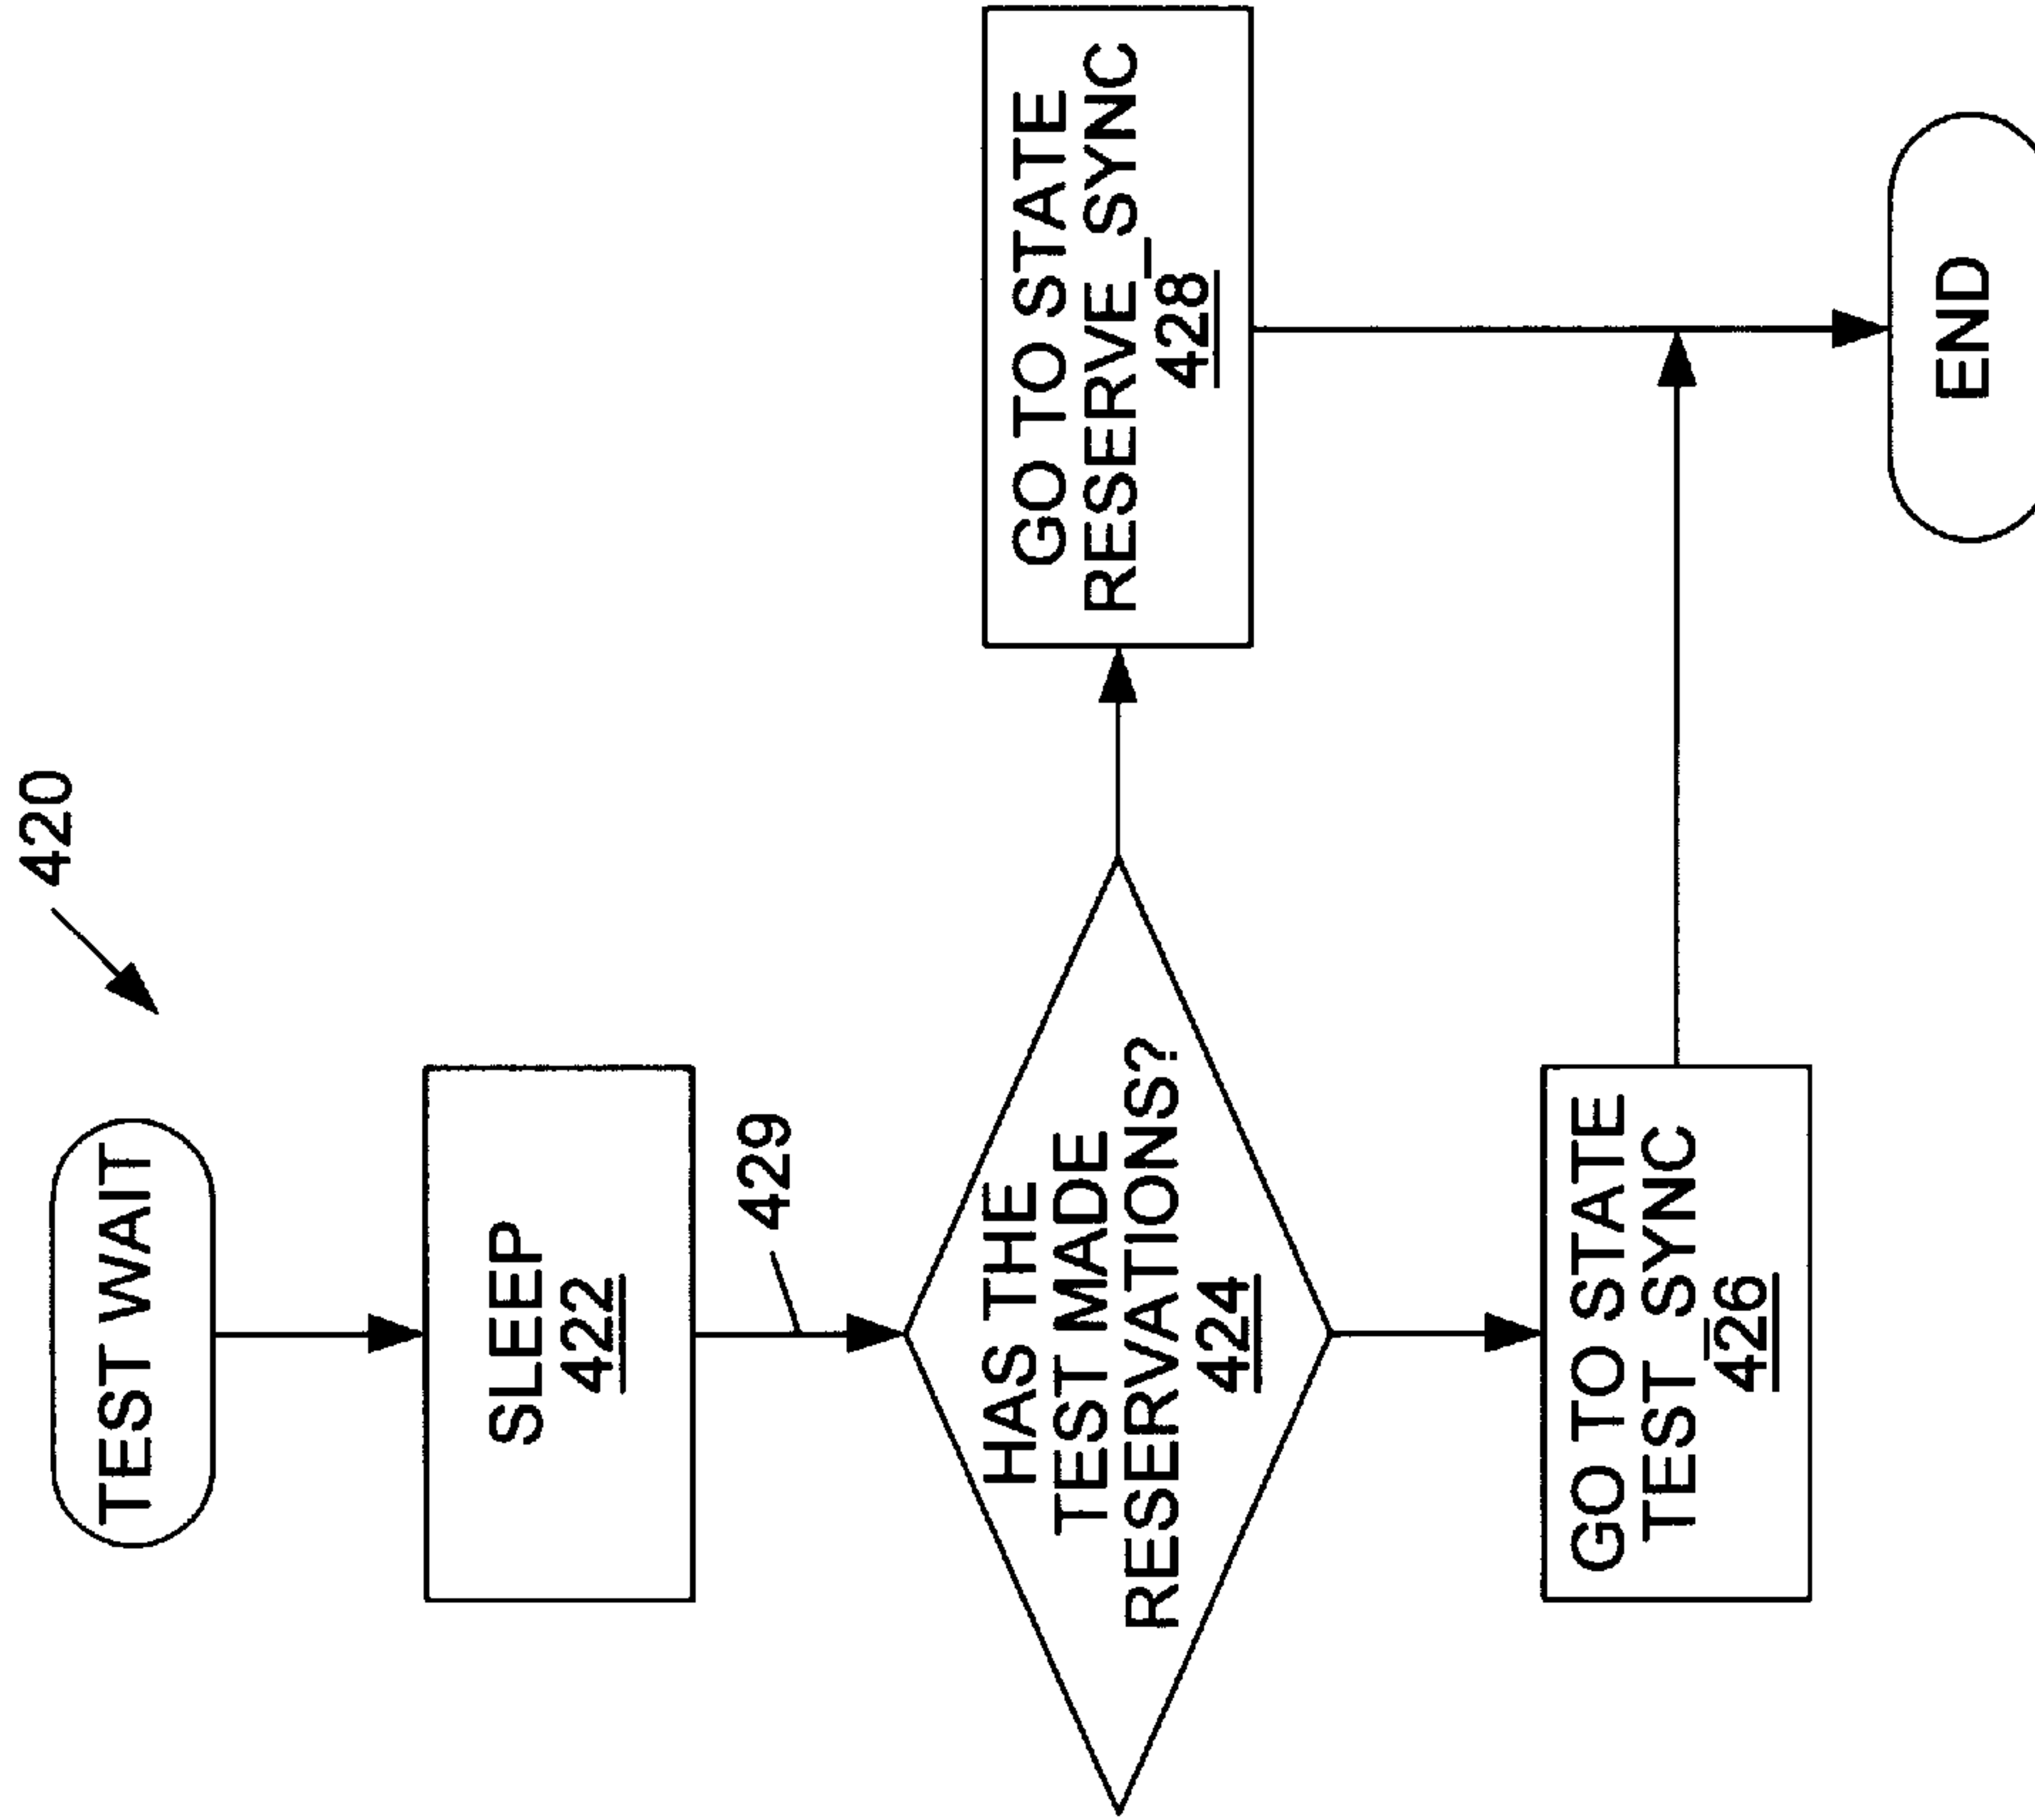 420
TEST WAIT
SLEEP
422
429
HAS THE
TEST MADE
RESERVATIONS?
424
GO TO STATE
RESERVE_SYNC
428
GO TO STATE
TEST_SYNC
426
END